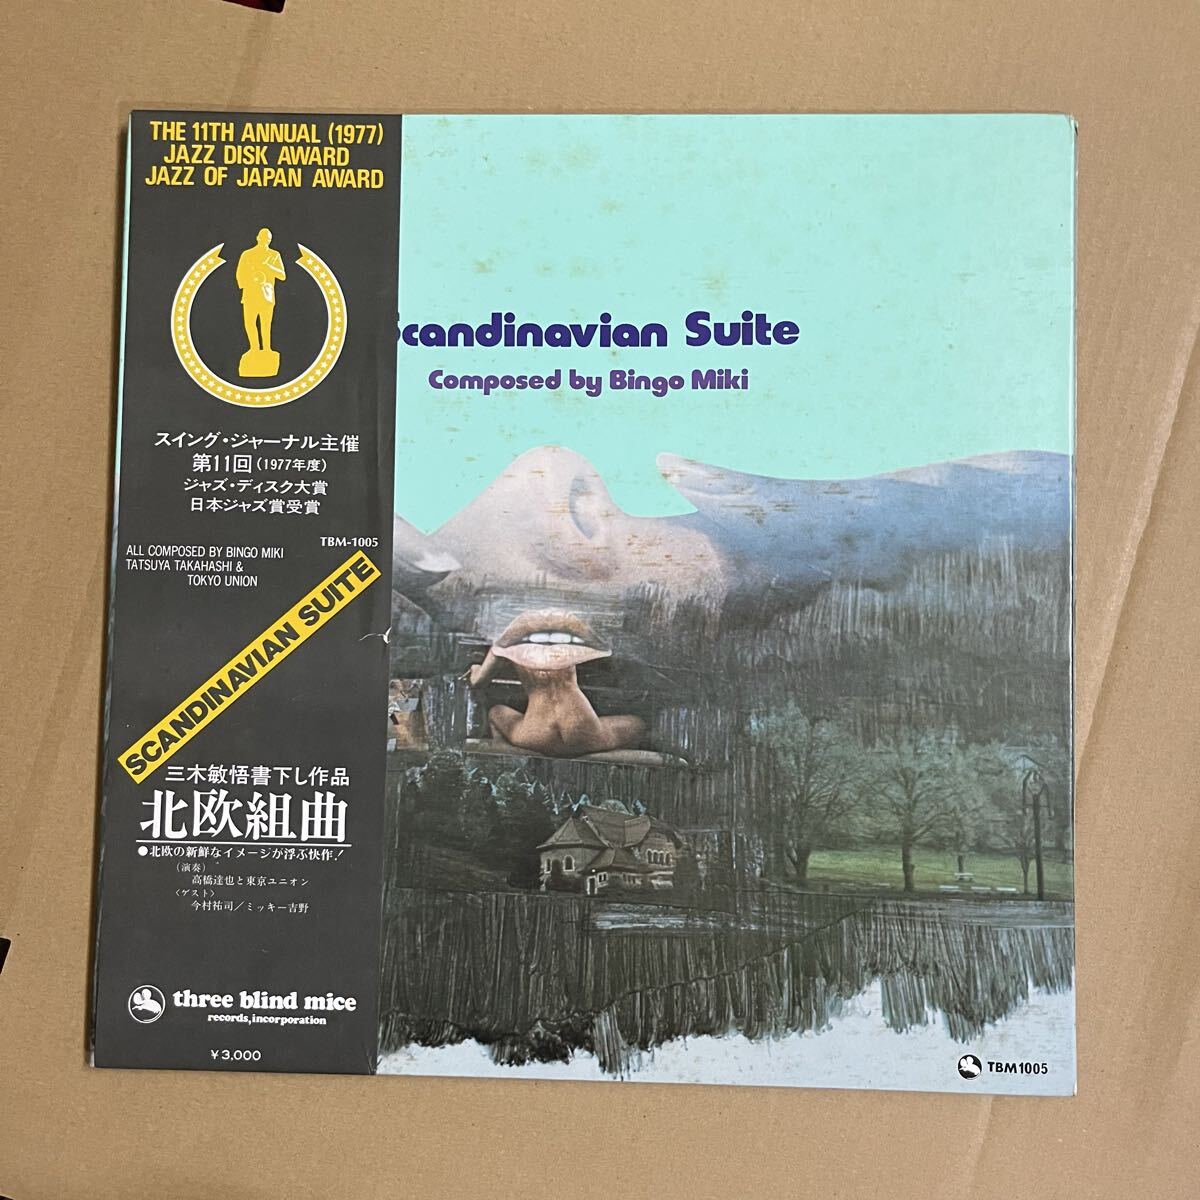 THE 11TH ANNUAL (1977)
JAZZ DISK AWARD
JAZZ OF JAPAN AWARD
スイング・ジャーナル主催
第11回(1977年度)
ジャズ・ディスク大賞
日本ジャズ賞受賞
TBM-1005
ALL COMPOSED BY BINGO MIKI
TATSUYA TAKAHASHI &
TOKYO UNION
SCANDINAVIAN SUITE
三木敏悟書下し作品
北欧組曲
●北欧の新鮮なイメージが浮ぶ快作!
(演奏)
高橋達也と東京ユニオン
〈ゲスト〉
今村祐司/ミッキー吉野
three blind mice
records, incorporation
¥3,000
Scandinavian Suite
Composed by Bingo Miki
TBM1005